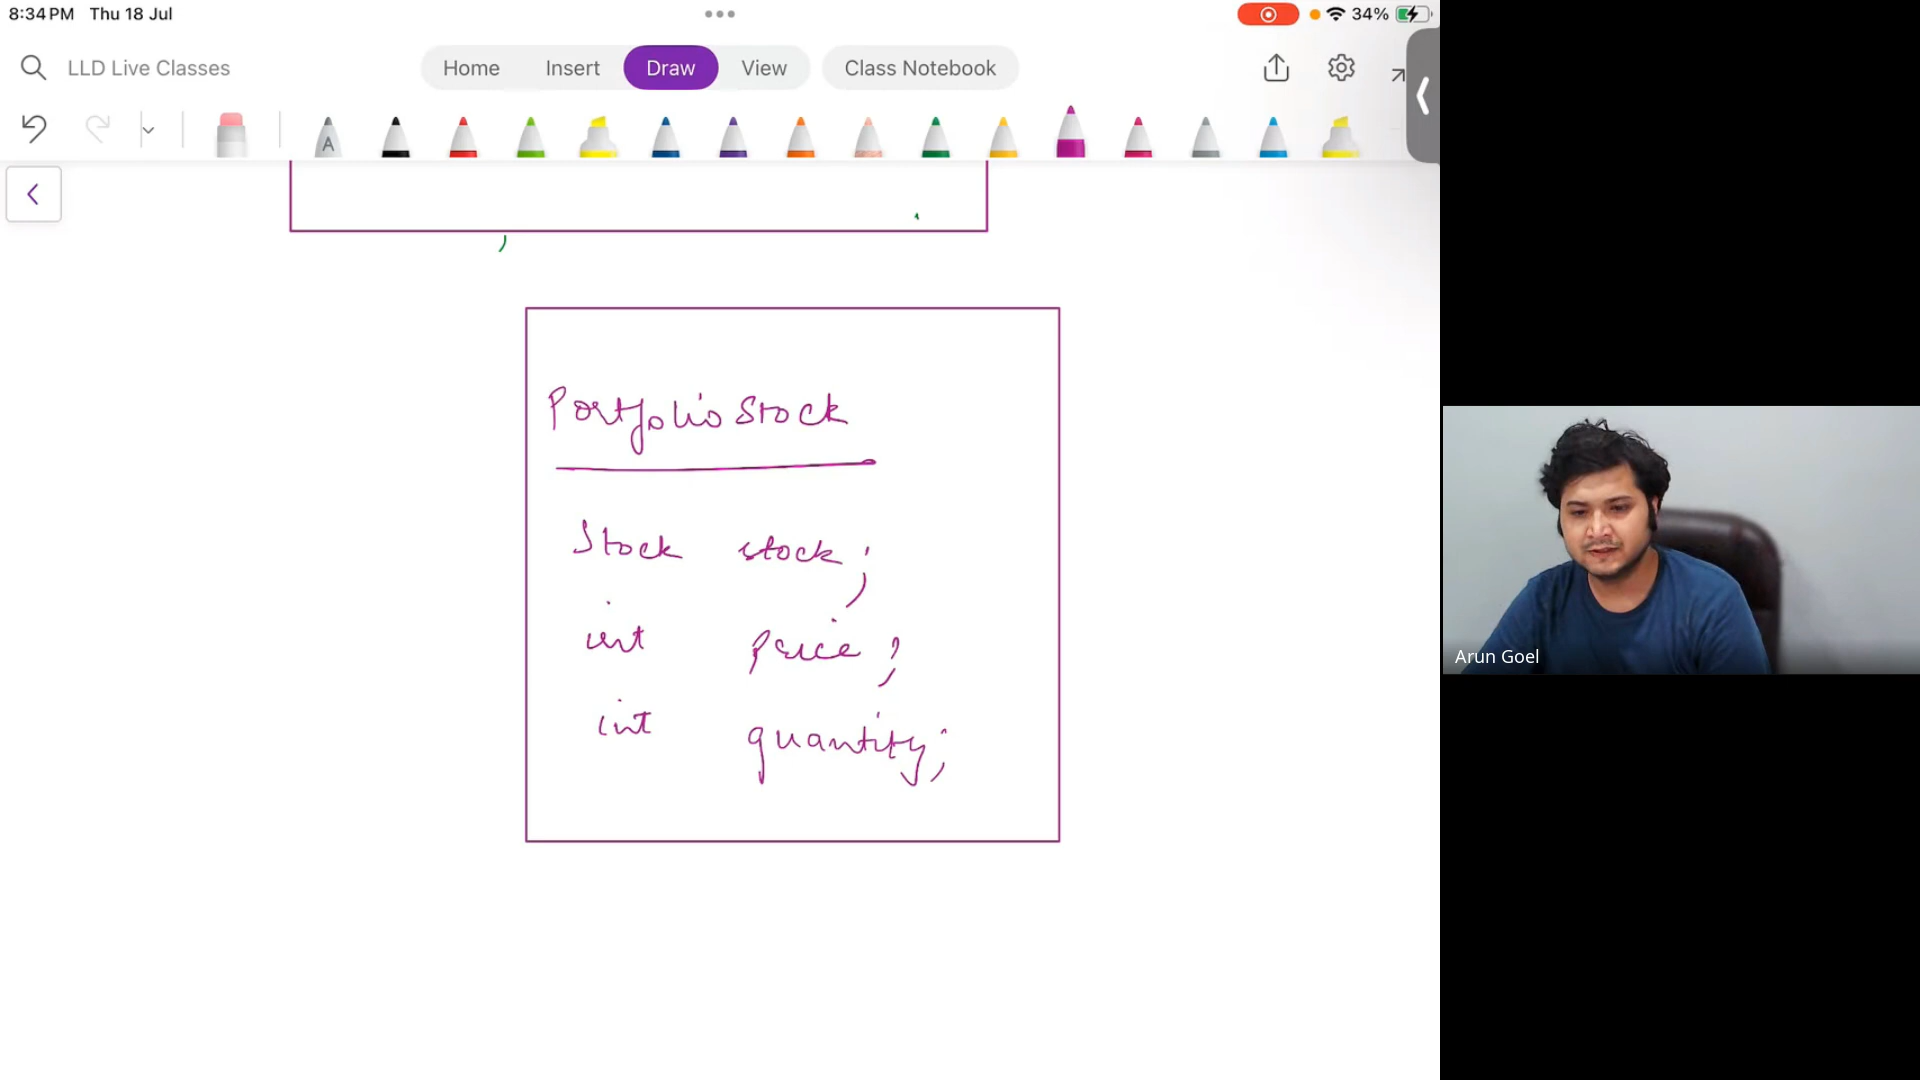 8:34 PM Thu 18 Jul
34%
LLD Live Classes
Home Insert Draw View Class Notebook
A
PortfolioStock
Stock stock;
int price;
int quantity;
Arun Goel